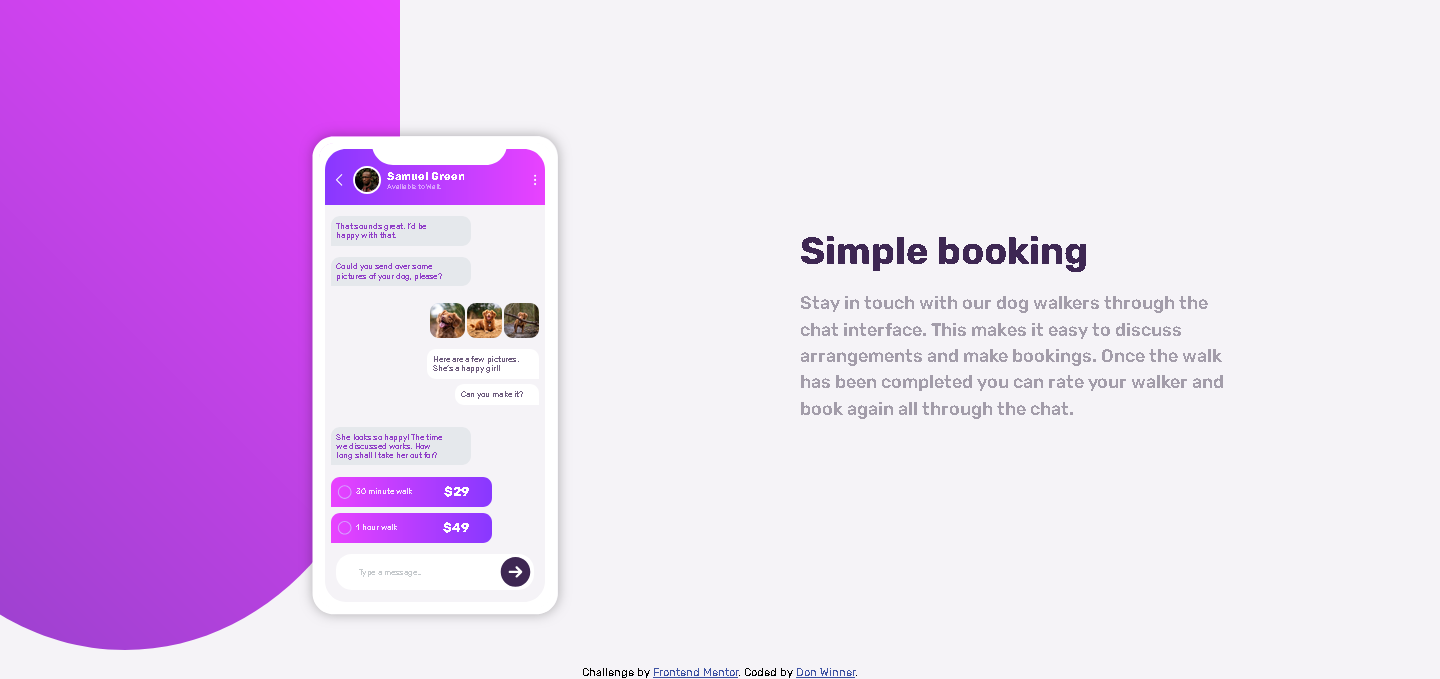 Samuel Green
Available to Walk
That sounds great. I'd be
happy with that.
Could you send over some
pictures of your dog, please?
Here are a few pictures.
She's a happy girl!
Can you make it?
She looks so happy! The time
we discussed works. How
long shall I take her out for?
30 minute walk $29
1 hour walk $49
Type a message...
Simple booking
Stay in touch with our dog walkers through the
chat interface. This makes it easy to discuss
arrangements and make bookings. Once the walk
has been completed you can rate your walker and
book again all through the chat.
Challenge by Frontend Mentor. Coded by Don Winner.